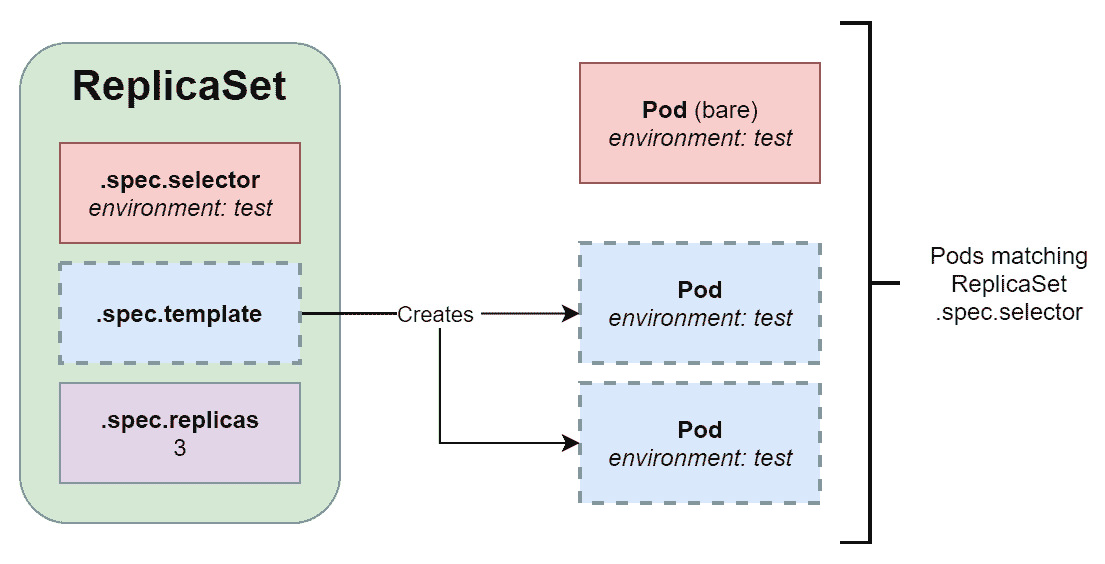 ReplicaSet
.spec.selector
environment: test
.spec.template
.spec.replicas
3
Creates
Pod (bare)
environment: test
Pod
environment: test
Pod
environment: test
Pods matching
ReplicaSet
.spec.selector